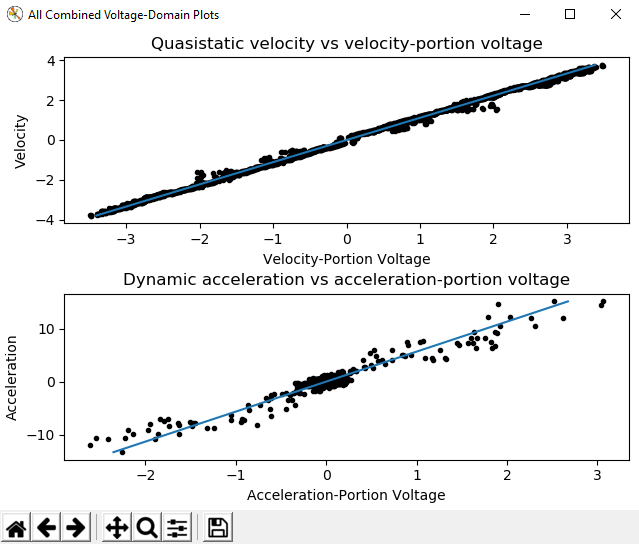 All Combined Voltage-Domain Plots
Quasistatic velocity vs velocity-portion voltage
4
2
0
−2
−4
Velocity
−3 −2 −1 0 1 2 3
Velocity-Portion Voltage
Dynamic acceleration vs acceleration-portion voltage
10
0
−10
Acceleration
−2 −1 0 1 2 3
Acceleration-Portion Voltage